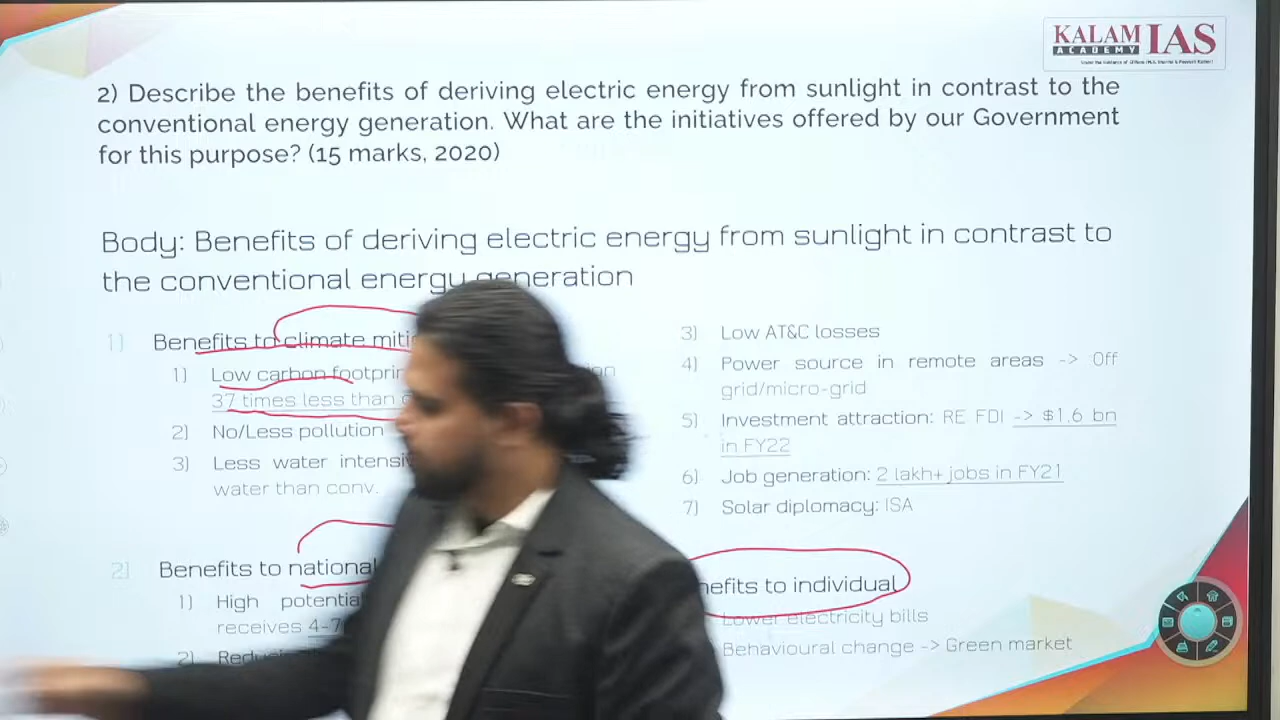 KALAM IAS
ACADEMY
2) Describe the benefits of deriving electric energy from sunlight in contrast to the
conventional energy generation. What are the initiatives offered by our Government
for this purpose? (15 marks, 2020)
Body: Benefits of deriving electric energy from sunlight in contrast to
the conventional energy generation
1) Benefits to climate
1) Low carbon
37 times less than
2) No/Less pollution
3) Less water
water than conv.
2) Benefits to national
1) High potential
receives 4-7
2)
3) Low AT&C losses
4) Power source in remote areas -> Off
grid/micro-grid
5) Investment attraction: RE FDI -> $1.6 bn
in FY22
6) Job generation: 2 lakh+ jobs in FY21
7) Solar diplomacy: ISA
nefits to individual
Lower electricity bills
Behavioural change -> Green market